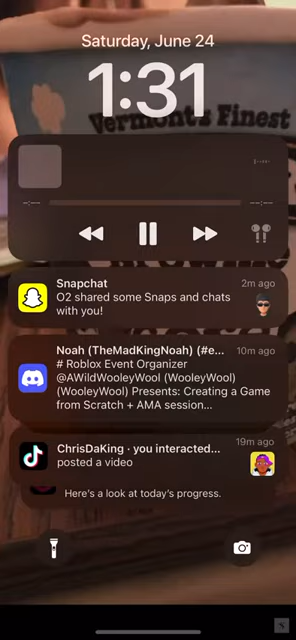 Saturday, June 24
1:31
Vermont's Finest
--:--
--:--
Snapchat
2m ago
O2 shared some Snaps and chats
with you!
Noah (TheMadKingNoah) (#e...
10m ago
# Roblox Event Organizer
@AWildWooleyWool (WooleyWool)
(WooleyWool) Presents: Creating a Game
from Scratch + AMA session...
ChrisDaKing · you interacted...
19m ago
posted a video
Here's a look at today's progress.